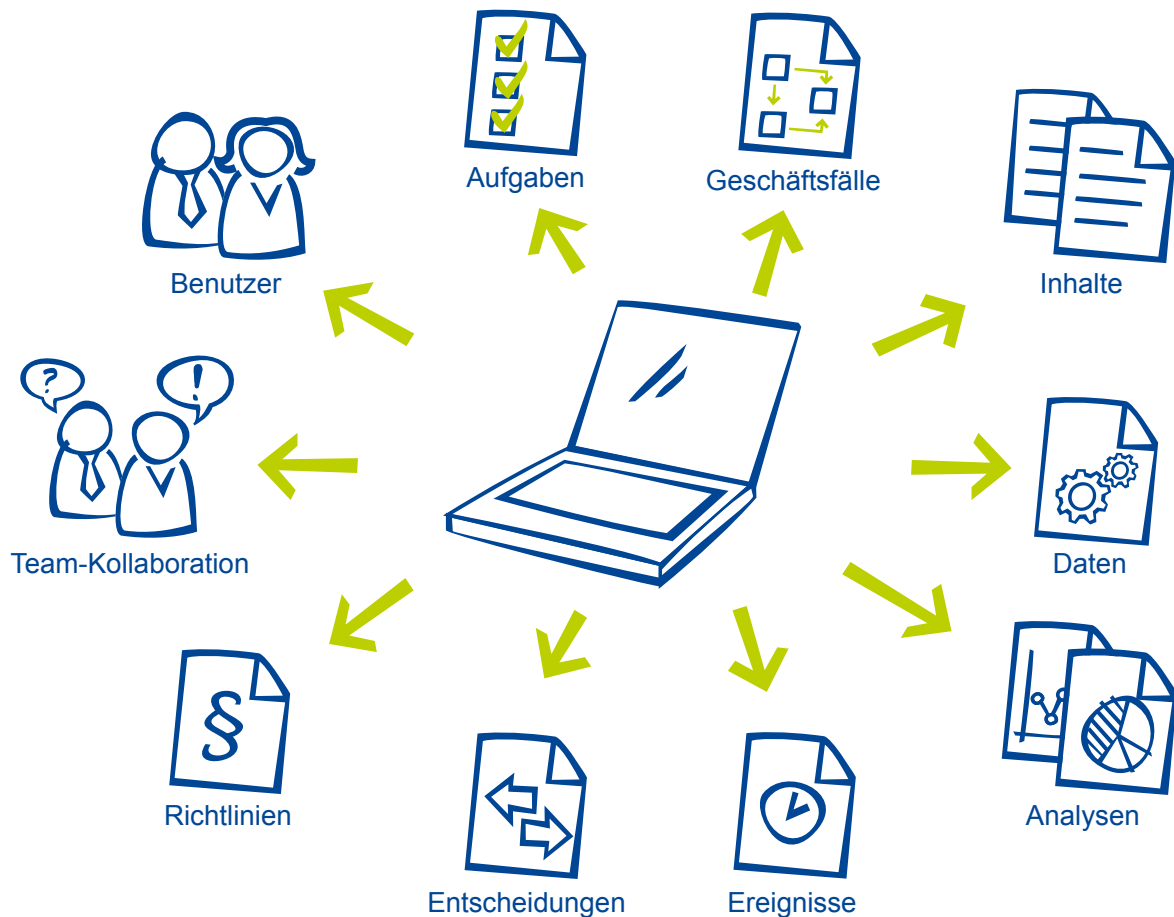 Aufgaben
Geschäftsfälle
Benutzer
Inhalte
? !
Team-Kollaboration
Daten
§
Richtlinien
Analysen
Entscheidungen
Ereignisse